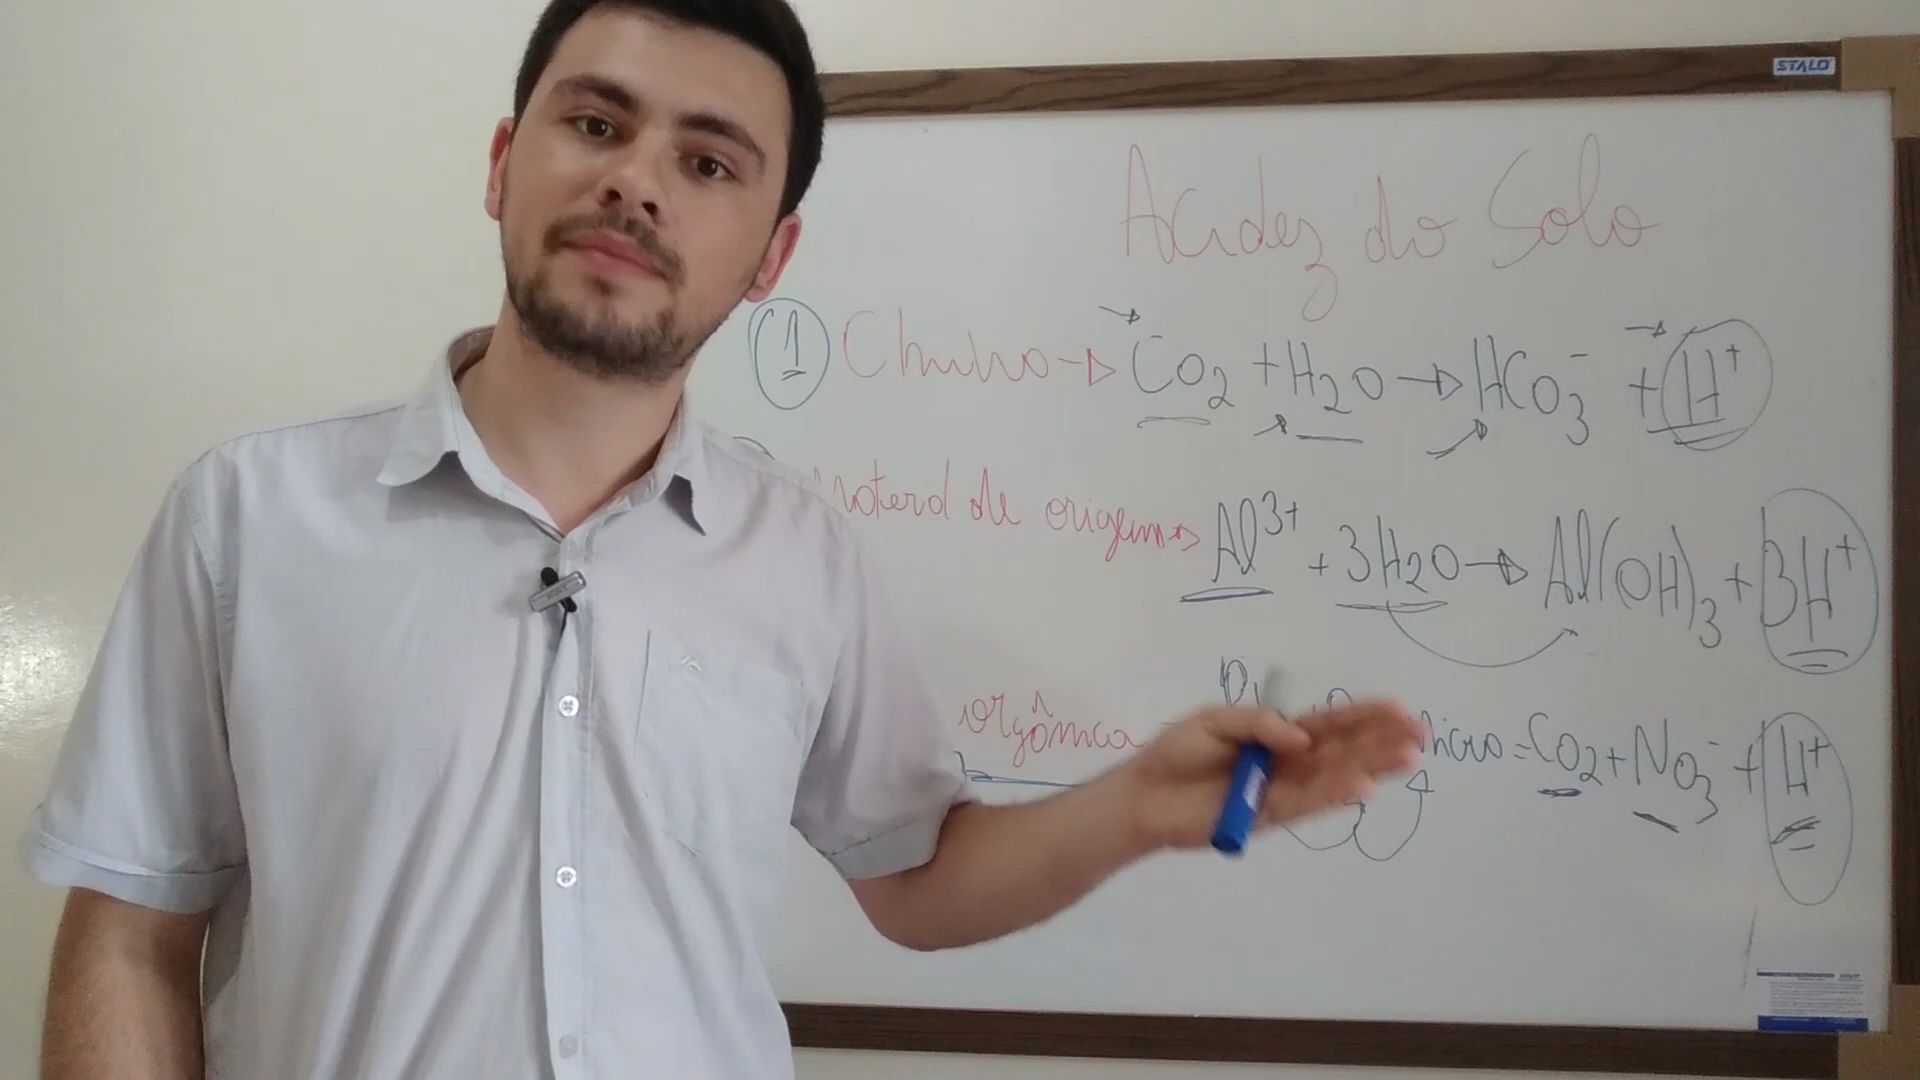 STALO
Acidez do Solo
1 Chuva → CO2 + H2O → HCO3- + H+
Material de origem → Al3+ + 3H2O → Al(OH)3 + 3H+
orgânica micro = CO2 + NO3- + H+